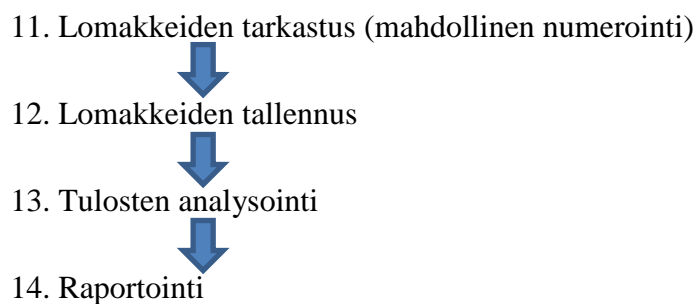 11. Lomakkeiden tarkastus (mahdollinen numerointi)
12. Lomakkeiden tallennus
13. Tulosten analysointi
14. Raportointi